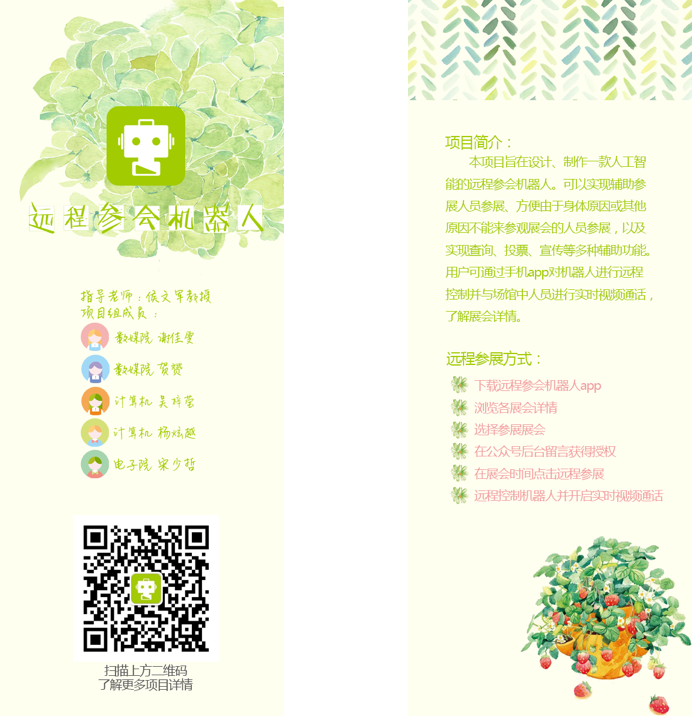 远程参会机器人
指导老师：侯文军教授
项目组成员：
数媒院 谢佳雯
数媒院 贺赞
计算机 吴梓莹
计算机 杨炫越
电子院 宋少哲
扫描上方二维码
了解更多项目详情
项目简介：
本项目旨在设计、制作一款人工智
能的远程参会机器人。可以实现辅助参
展人员参展、方便由于身体原因或其他
原因不能来参观展会的人员参展，以及
实现查询、投票、宣传等多种辅助功能。
用户可通过手机app对机器人进行远程
控制并与场馆中人员进行实时视频通话，
了解展会详情。
远程参展方式：
下载远程参会机器人app
浏览各展会详情
选择参展展会
在公众号后台留言获得授权
在展会时间点击远程参展
远程控制机器人并开启实时视频通话